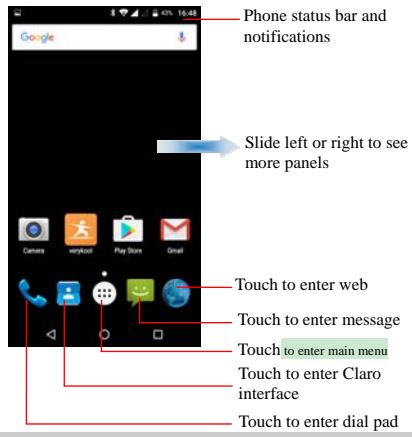 43% 16:48
Phone status bar and
notifications
Google
Slide left or right to see
more panels
Camera verykool Play Store Gmail
Touch to enter web
Touch to enter message
Touch to enter main menu
Touch to enter Claro
interface
Touch to enter dial pad